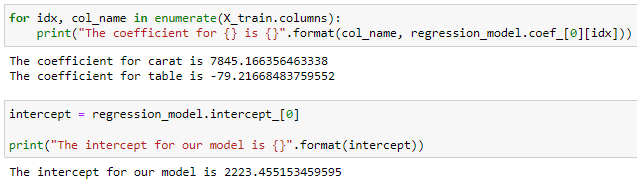 for idx, col_name in enumerate(X_train.columns):
    print("The coefficient for {} is {}".format(col_name, regression_model.coef_[0][idx]))
The coefficient for carat is 7845.166356463338
The coefficient for table is -79.21668483759552
intercept = regression_model.intercept_[0]
print("The intercept for our model is {}".format(intercept))
The intercept for our model is 2223.455153459595